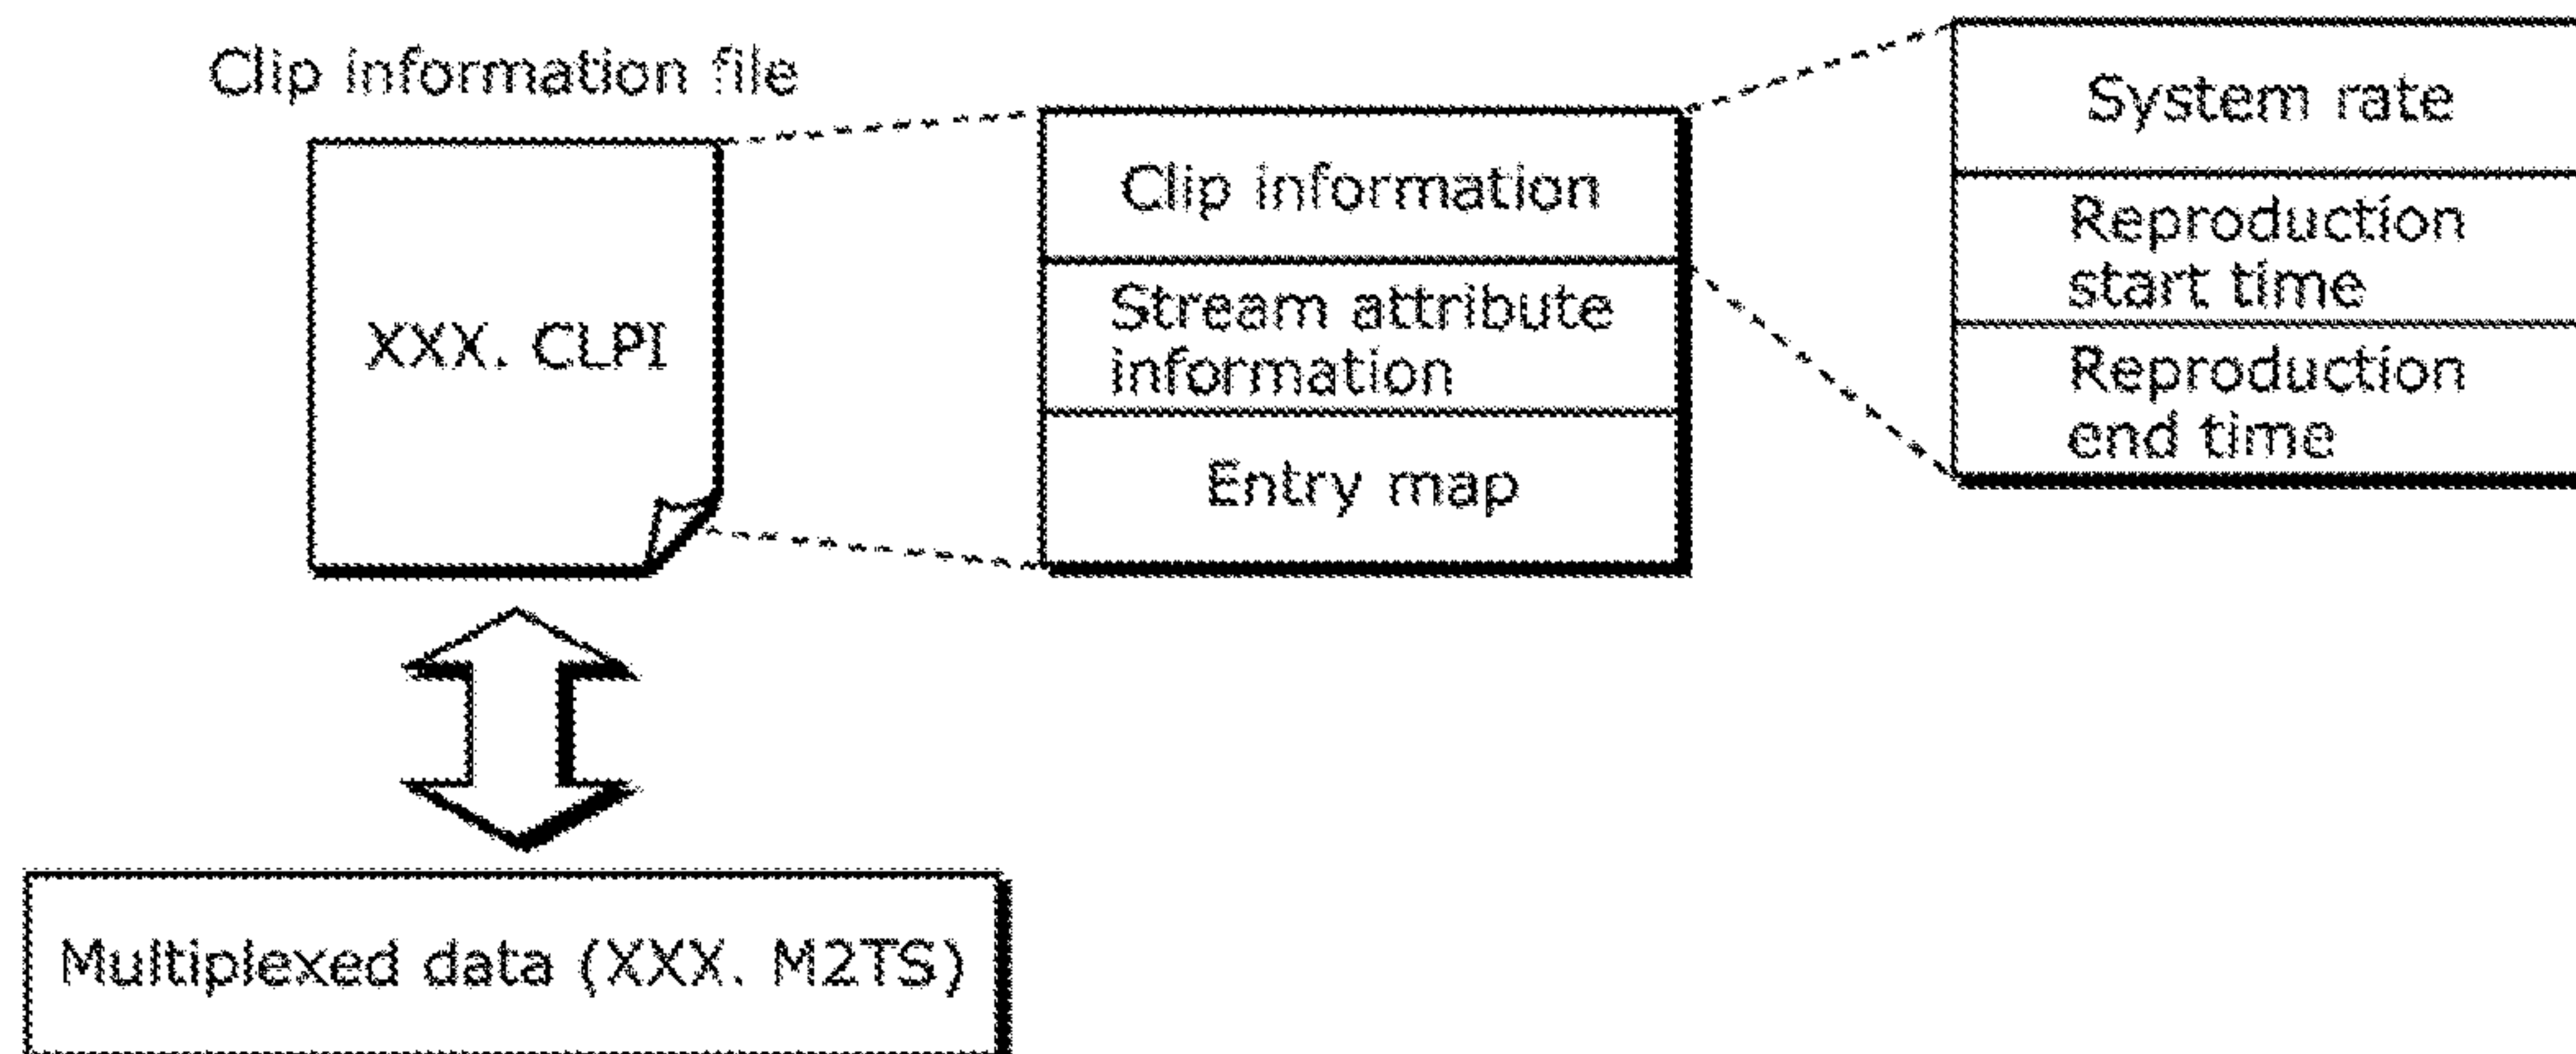 Clip information file
XXX. CLPI
Clip information
Stream attribute
information
Entry map
System rate
Reproduction
start time
Reproduction
end time
Multiplexed data (XXX. M2TS)